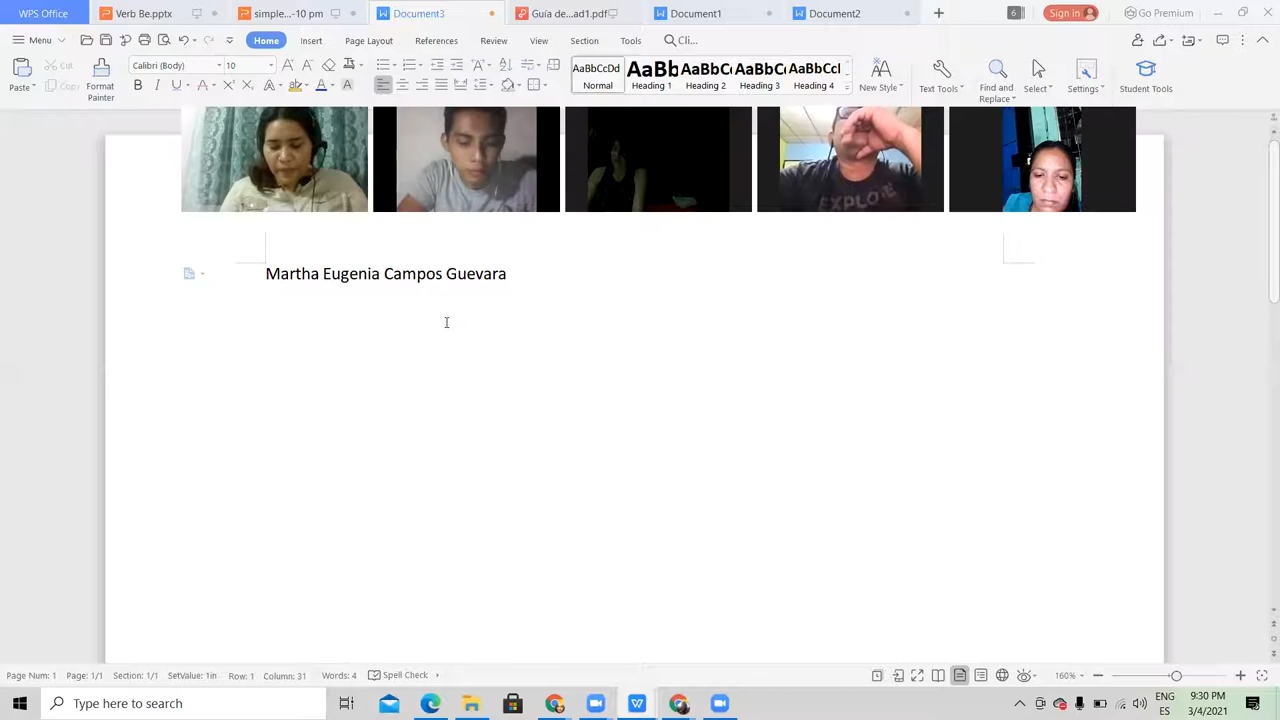 WPS Office Verb Be.pptx simple...-10 pm Document3 Guía de...ad1.pdf Document1 Document2 + 6 Sign in Go Premium
Menu Home Insert Page Layout References Review View Section Tools Cli...
Paste Cut Copy Format Painter Calibri (Body) 10 AaBbCcDd AaBb AaBbC AaBbC AaBbCcI
B Normal Heading 1 Heading 2 Heading 3 Heading 4 New Style Text Tools Find and Replace Select Settings Student Tools
EXPLORE
Martha Eugenia Campos Guevara
Page Num: 1 Page: 1/1 Section: 1/1 Row: 1 Column: 31 Words: 4 Spell Check 160%
Type here to search ENG ES 9:30 PM 3/4/2021